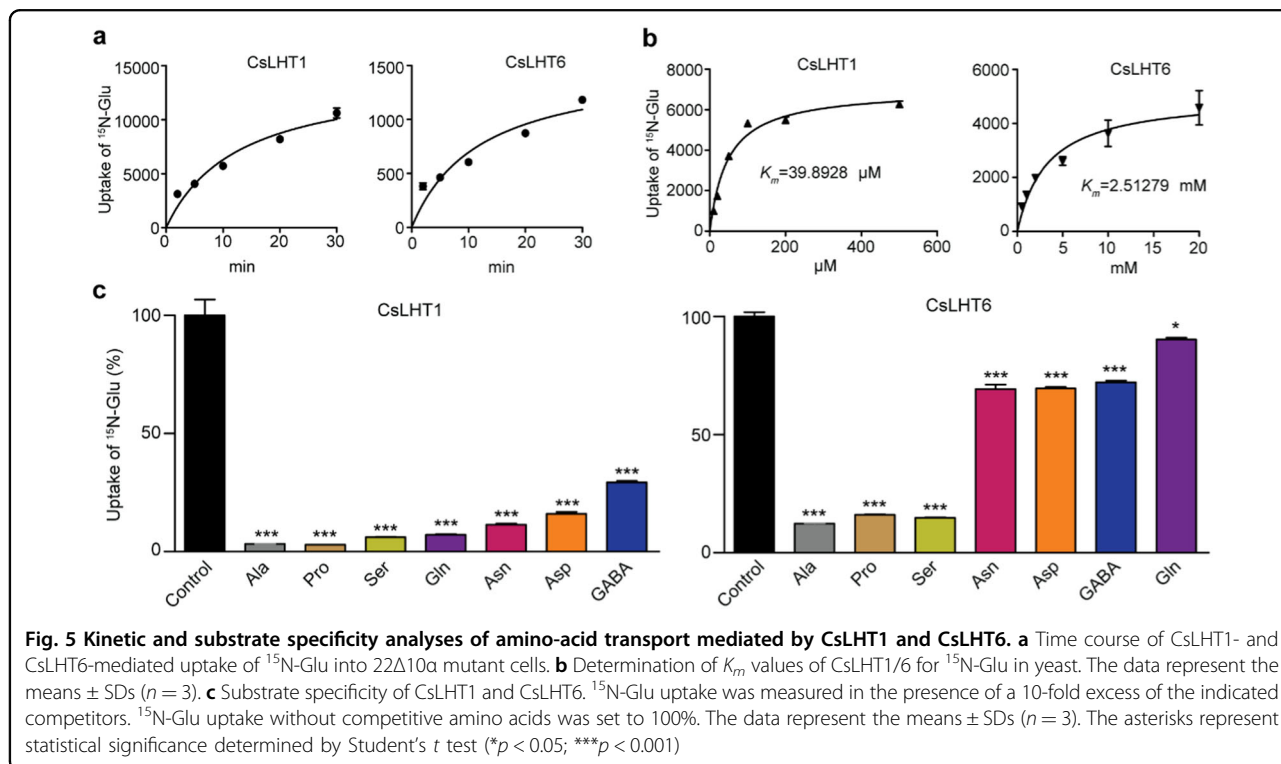 a
CsLHT1
Uptake of ¹⁵N-Glu
15000
10000
5000
0
0 10 20 30
min
CsLHT6
1500
1000
500
0
0 10 20 30
min
b
CsLHT1
Uptake of ¹⁵N-Glu
8000
6000
4000
2000
0
Kₘ=39.8928 µM
0 200 400 600
µM
CsLHT6
6000
4000
2000
0
Kₘ=2.51279 mM
0 5 10 15 20
mM
c
CsLHT1
Uptake of ¹⁵N-Glu (%)
100
50
0
*** *** *** *** *** *** ***
Control Ala Pro Ser Gln Asn Asp GABA
CsLHT6
100
50
0
*** *** *** *** *** *** *
Control Ala Pro Ser Asn Asp GABA Gln
Fig. 5 Kinetic and substrate specificity analyses of amino-acid transport mediated by CsLHT1 and CsLHT6. a Time course of CsLHT1- and
CsLHT6-mediated uptake of ¹⁵N-Glu into 22Δ10α mutant cells. b Determination of Kₘ values of CsLHT1/6 for ¹⁵N-Glu in yeast. The data represent the
means ± SDs (n = 3). c Substrate specificity of CsLHT1 and CsLHT6. ¹⁵N-Glu uptake was measured in the presence of a 10-fold excess of the indicated
competitors. ¹⁵N-Glu uptake without competitive amino acids was set to 100%. The data represent the means ± SDs (n = 3). The asterisks represent
statistical significance determined by Student's t test (*p < 0.05; ***p < 0.001)